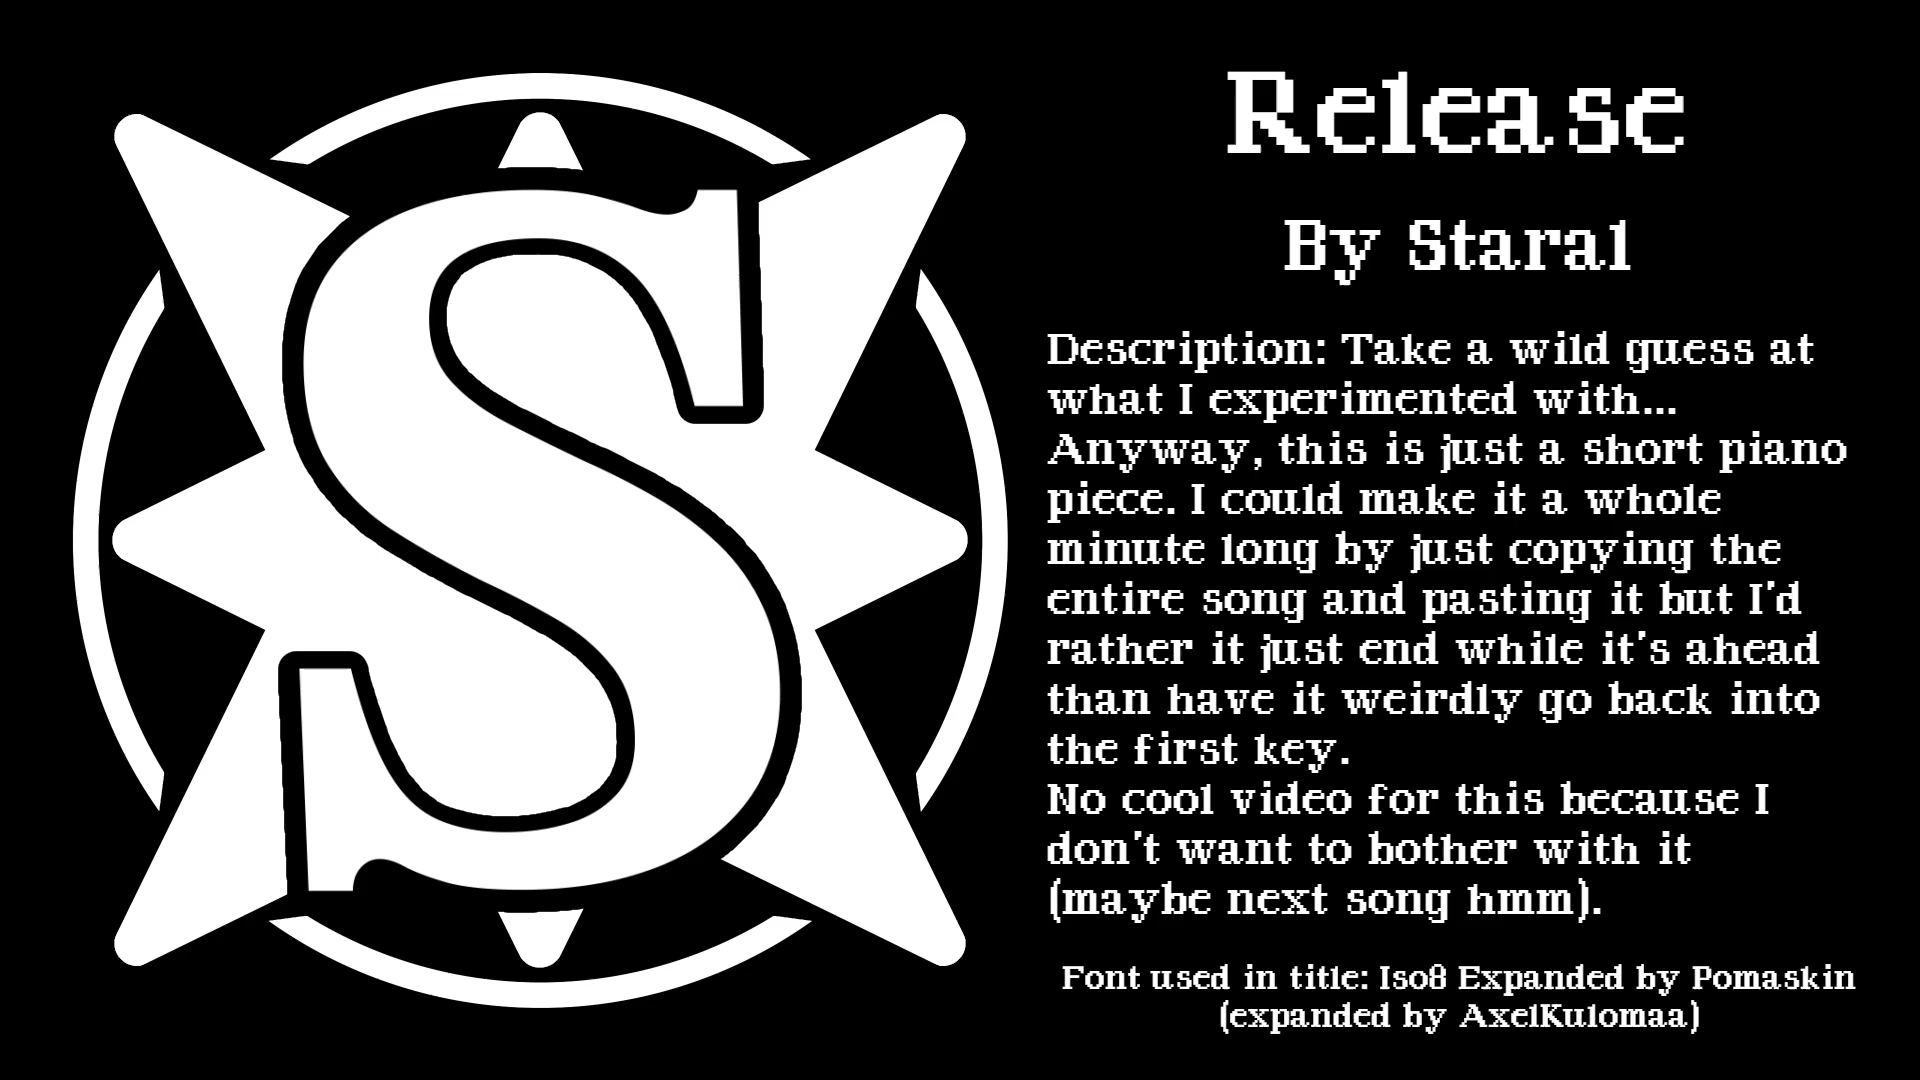 S
Release
By Staral
Description: Take a wild guess at
what I experimented with...
Anyway, this is just a short piano
piece. I could make it a whole
minute long by just copying the
entire song and pasting it but I'd
rather it just end while it's ahead
than have it weirdly go back into
the first key.
No cool video for this because I
don't want to bother with it
(maybe next song hmm).
Font used in title: Iso8 Expanded by Pomaskin
(expanded by AxelKulomaa)